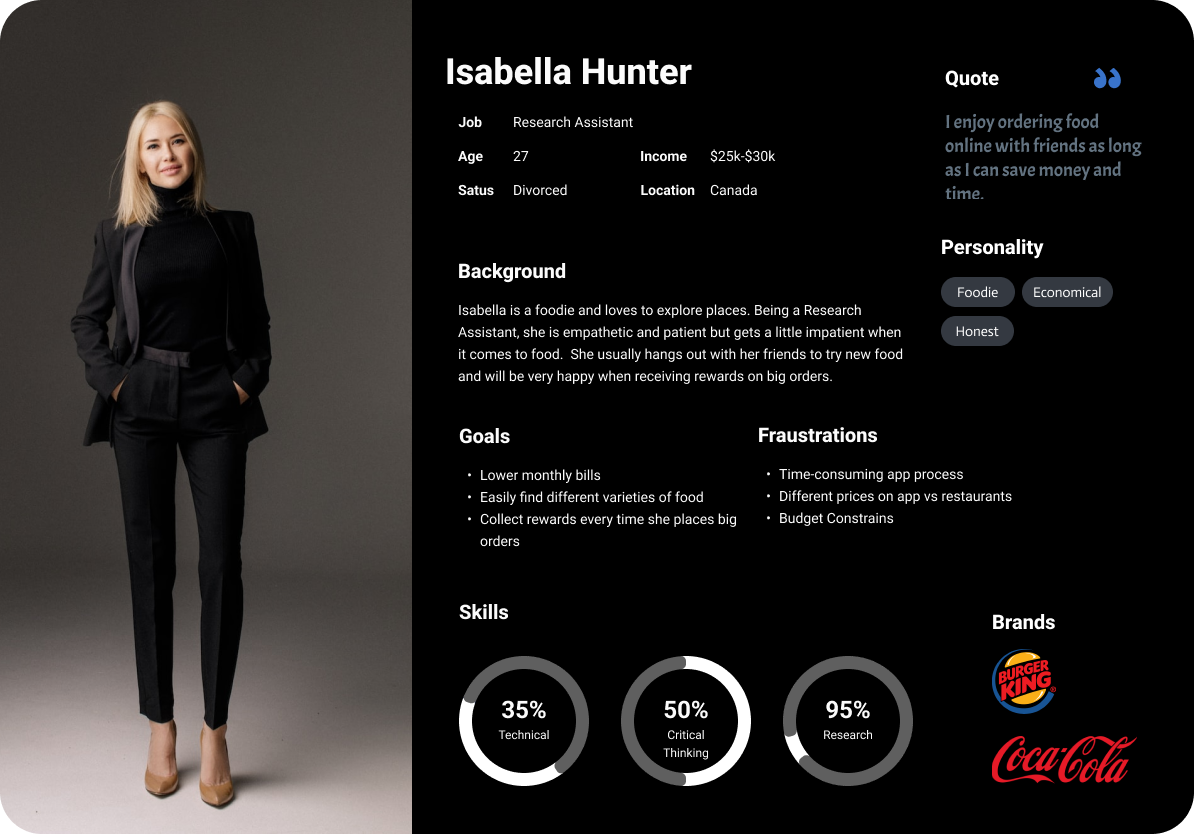 Isabella Hunter
Job Research Assistant
Age 27 Income $25k-$30k
Satus Divorced Location Canada
Quote
I enjoy ordering food
online with friends as long
as I can save money and
time.
Personality
Foodie Economical
Honest
Background
Isabella is a foodie and loves to explore places. Being a Research
Assistant, she is empathetic and patient but gets a little impatient when
it comes to food.  She usually hangs out with her friends to try new food
and will be very happy when receiving rewards on big orders.
Goals
• Lower monthly bills
• Easily find different varieties of food
• Collect rewards every time she places big
orders
Fraustrations
• Time-consuming app process
• Different prices on app vs restaurants
• Budget Constrains
Skills
35%
Technical
50%
Critical
Thinking
95%
Research
Brands
BURGER
KING®
Coca-Cola